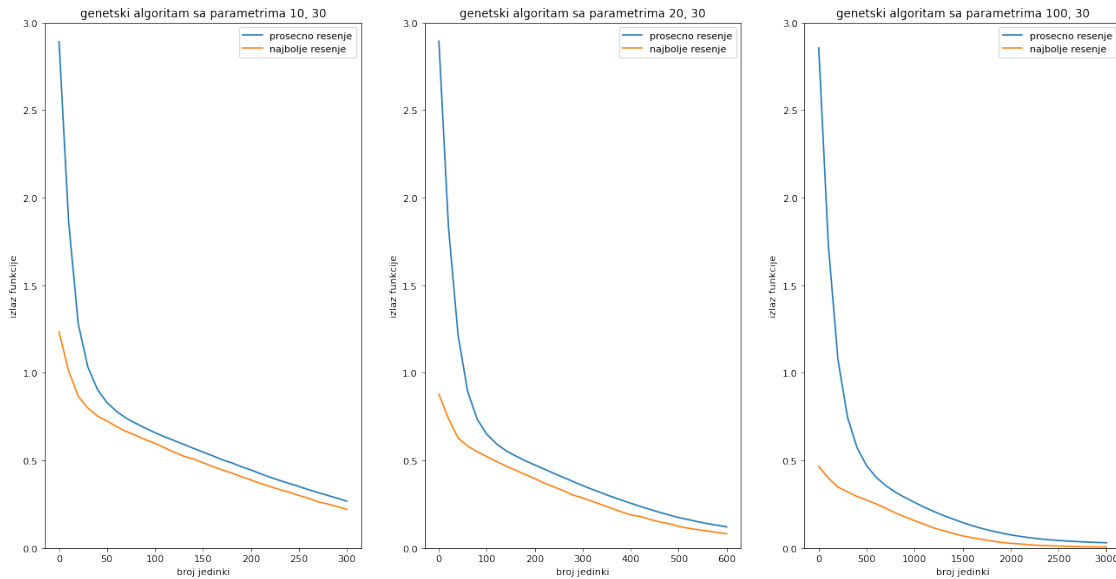 genetski algoritam sa parametrima 10, 30
3.0
2.5
2.0
1.5
1.0
0.5
0.0
izlaz funkcije
prosecno resenje
najbolje resenje
0 50 100 150 200 250 300
broj jedinki
genetski algoritam sa parametrima 20, 30
3.0
2.5
2.0
1.5
1.0
0.5
0.0
izlaz funkcije
prosecno resenje
najbolje resenje
0 100 200 300 400 500 600
broj jedinki
genetski algoritam sa parametrima 100, 30
3.0
2.5
2.0
1.5
1.0
0.5
0.0
izlaz funkcije
prosecno resenje
najbolje resenje
0 500 1000 1500 2000 2500 3000
broj jedinki